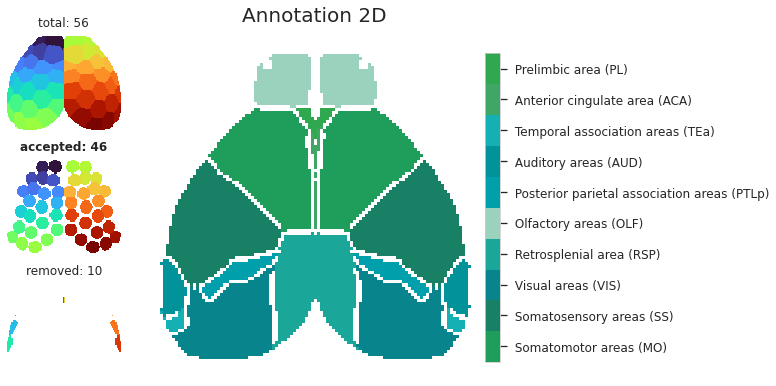 Annotation 2D
total: 56
accepted: 46
removed: 10
Prelimbic area (PL)
Anterior cingulate area (ACA)
Temporal association areas (TEa)
Auditory areas (AUD)
Posterior parietal association areas (PTLp)
Olfactory areas (OLF)
Retrosplenial area (RSP)
Visual areas (VIS)
Somatosensory areas (SS)
Somatomotor areas (MO)